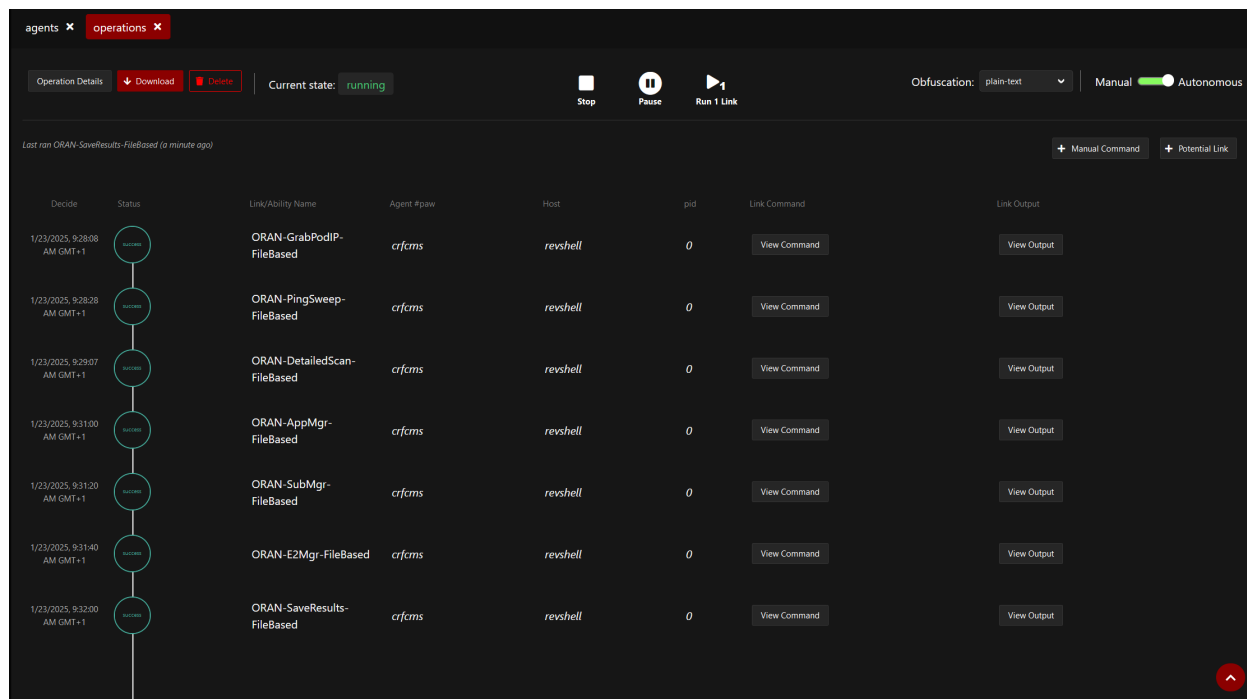 agents ×
operations ×
Operation Details
Download
Delete
Current state: running
Stop
Pause
1
Run 1 Link
Obfuscation: plain-text
Manual
Autonomous
Last ran ORAN-SaveResults-FileBased (a minute ago)
+ Manual Command
+ Potential Link
Decide Status Link/Ability Name Agent #paw Host pid Link Command Link Output
1/23/2025, 9:28:08
AM GMT+1
success
ORAN-GrabPodIP-
FileBased
crfcms revshell 0 View Command View Output
1/23/2025, 9:28:28
AM GMT+1
success
ORAN-PingSweep-
FileBased
crfcms revshell 0 View Command View Output
1/23/2025, 9:29:07
AM GMT+1
success
ORAN-DetailedScan-
FileBased
crfcms revshell 0 View Command View Output
1/23/2025, 9:31:00
AM GMT+1
success
ORAN-AppMgr-
FileBased
crfcms revshell 0 View Command View Output
1/23/2025, 9:31:20
AM GMT+1
success
ORAN-SubMgr-
FileBased
crfcms revshell 0 View Command View Output
1/23/2025, 9:31:40
AM GMT+1
success
ORAN-E2Mgr-FileBased
crfcms revshell 0 View Command View Output
1/23/2025, 9:32:00
AM GMT+1
success
ORAN-SaveResults-
FileBased
crfcms revshell 0 View Command View Output